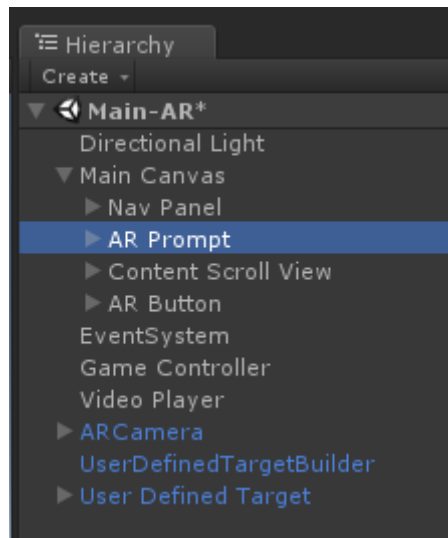 Hierarchy
Create
Main-AR*
Directional Light
Main Canvas
Nav Panel
AR Prompt
Content Scroll View
AR Button
EventSystem
Game Controller
Video Player
ARCamera
UserDefinedTargetBuilder
User Defined Target